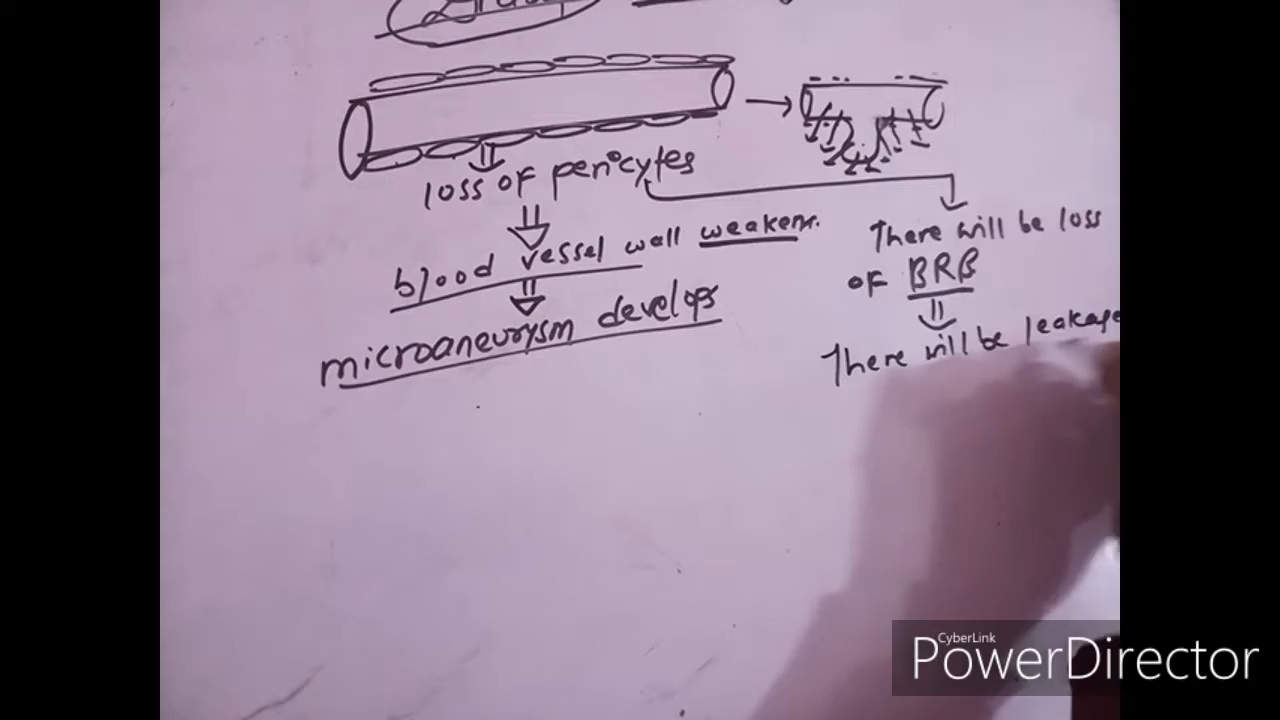 loss of pericytes
blood vessel wall weakens.
microaneurysm develops
There will be loss
of BRB
There will be leakage
CyberLink
PowerDirector